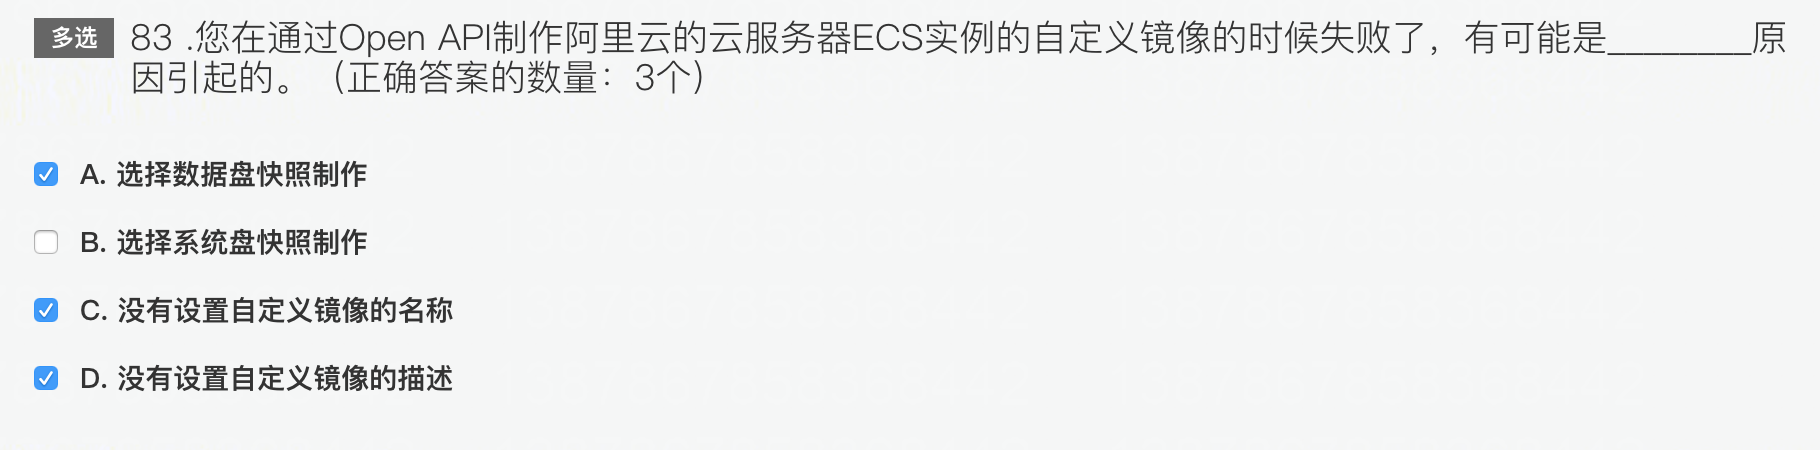 多选 83 .您在通过Open API制作阿里云的云服务器ECS实例的自定义镜像的时候失败了，有可能是________原
因引起的。（正确答案的数量：3个）
A. 选择数据盘快照制作
B. 选择系统盘快照制作
C. 没有设置自定义镜像的名称
D. 没有设置自定义镜像的描述